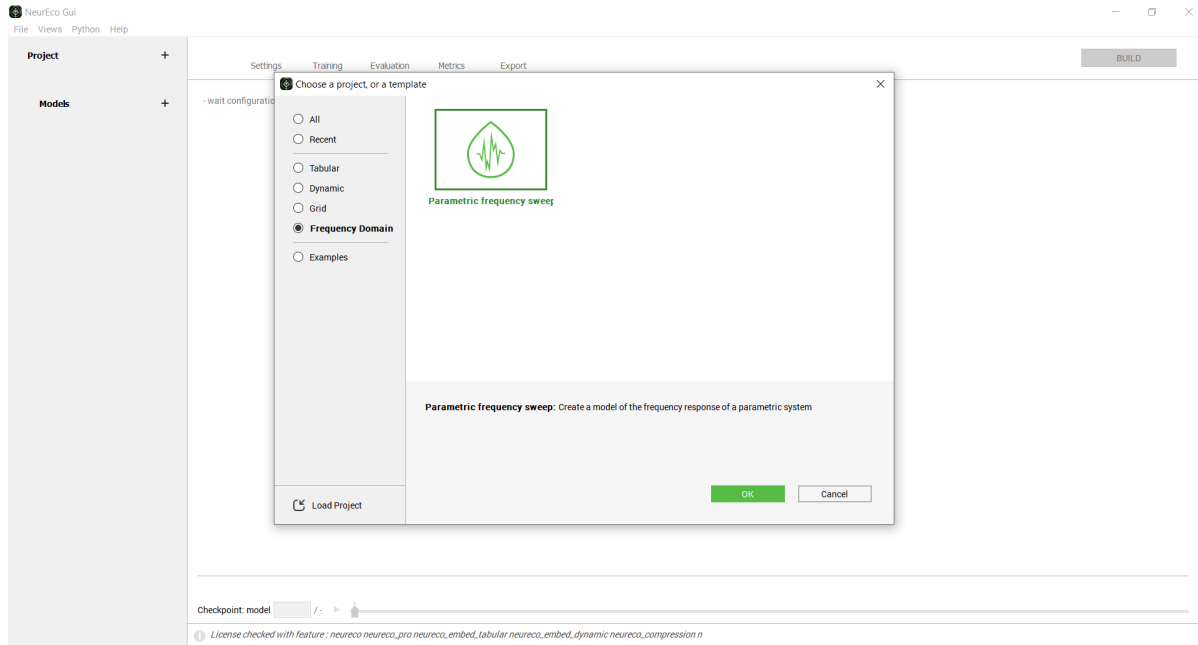 NeurEco Gui
File Views Python Help
Project +
BUILD
Settings Training Evaluation Metrics Export
Choose a project, or a template
Models +
- wait configuratio
All
Recent
Tabular
Dynamic
Grid
Frequency Domain
Examples
Parametric frequency sweep
Parametric frequency sweep: Create a model of the frequency response of a parametric system
OK Cancel
Load Project
Checkpoint: model / -
License checked with feature : neureco neureco_pro neureco_embed_tabular neureco_embed_dynamic neureco_compression n